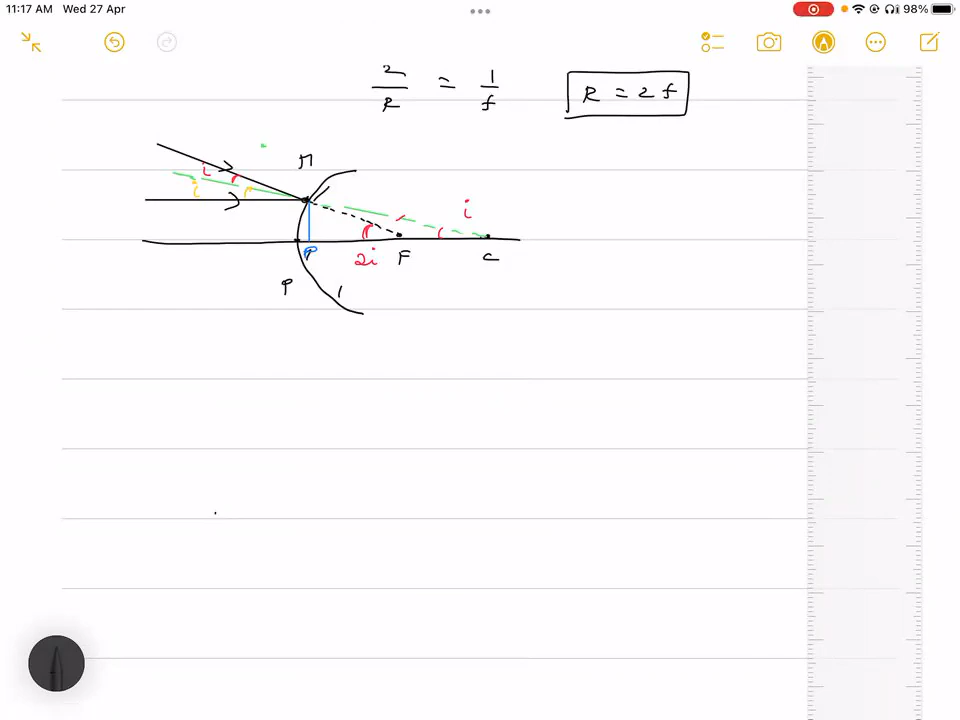 11:17 AM Wed 27 Apr
98%
2/R = 1/f
R = 2f
M
i
i
i
P
2i F C
P